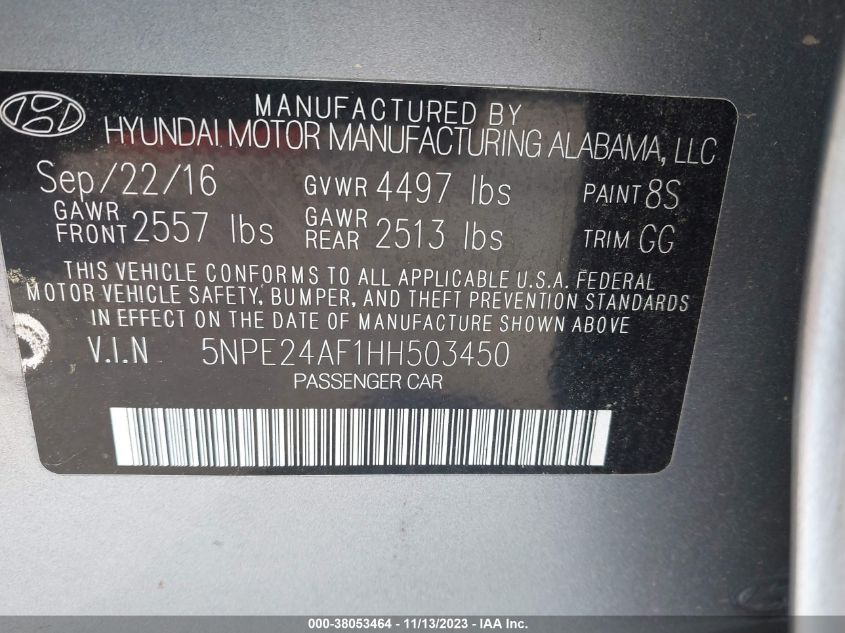 MANUFACTURED BY
HYUNDAI MOTOR MANUFACTURING ALABAMA, LLC
Sep/22/16 GVWR 4497 lbs PAINT 8S
GAWR FRONT 2557 lbs GAWR REAR 2513 lbs TRIM GG
THIS VEHICLE CONFORMS TO ALL APPLICABLE U.S.A. FEDERAL
MOTOR VEHICLE SAFETY, BUMPER, AND THEFT PREVENTION STANDARDS
IN EFFECT ON THE DATE OF MANUFACTURE SHOWN ABOVE
V.I.N 5NPE24AF1HH503450
PASSENGER CAR
000-38053464 - 11/13/2023 - IAA Inc.